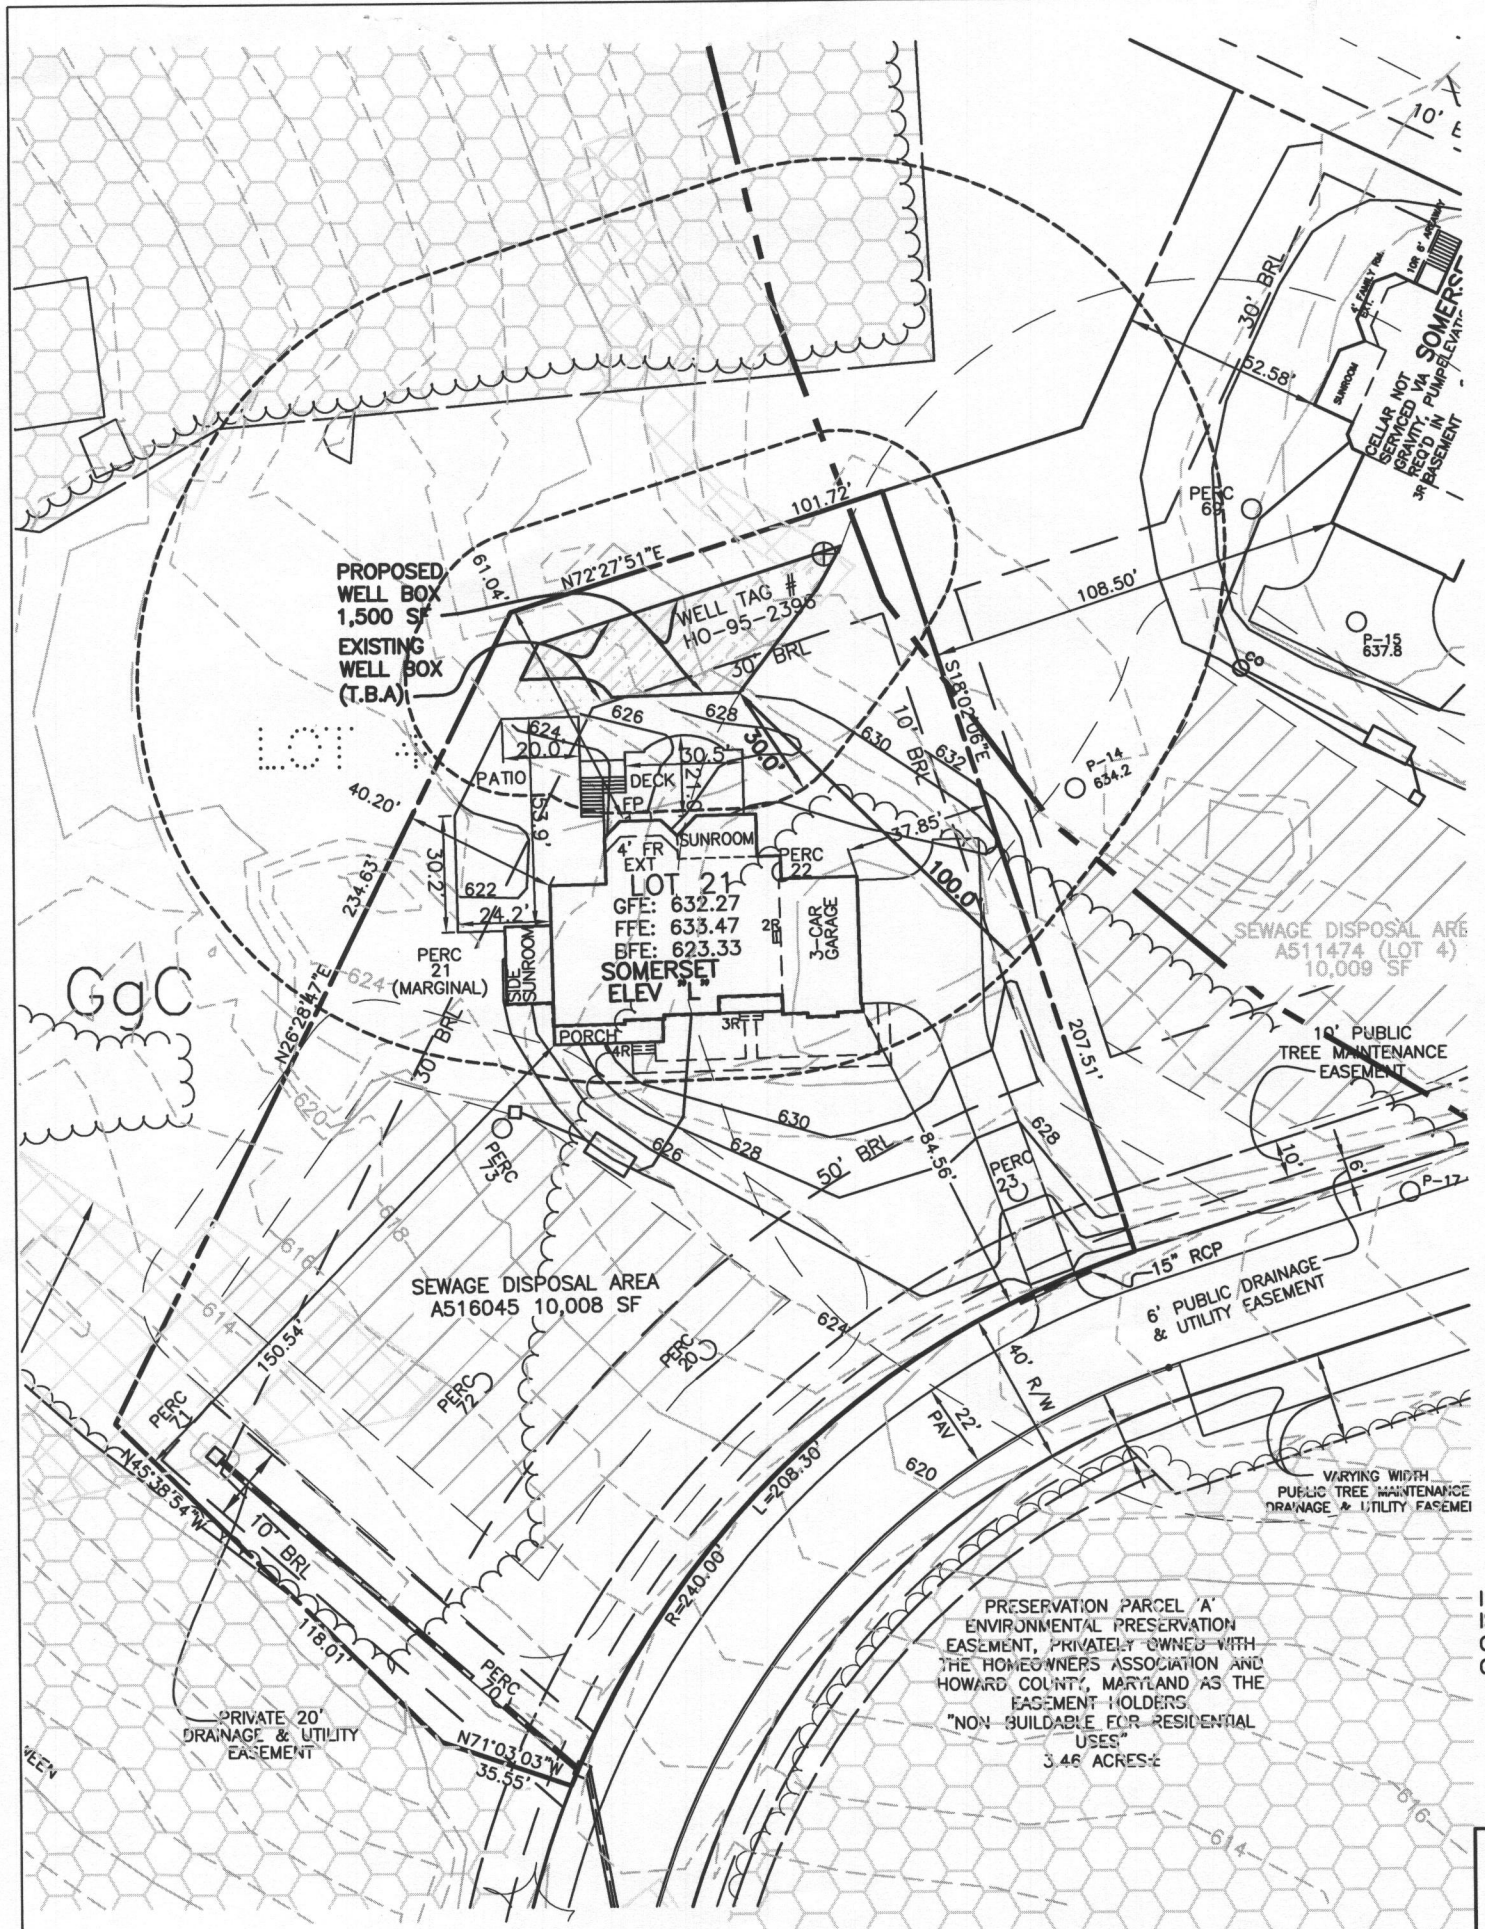 10' E
30' BRL
4' FAMILY RM.
EXT.
10R 6' AREAWAY
SUNROOM
SOMERSE
CELLAR NOT
SERVICED VIA
GRAVITY, PUMP
REQ'D IN
BASEMENT
3R
52.58'
PERC
69
108.50'
P-15
637.8
CO
P-14
634.2
101.72'
N72°27'51"E
61.04'
PROPOSED
WELL BOX
1,500 SF
EXISTING
WELL BOX
(T.B.A)
WELL TAG #
HO-95-2398
30' BRL
S18°02'06"E
10' BRL
LOT 4
626
628
630
632
624
20.0'
30.5'
30.0'
PATIO
DECK
21.0'
FP
53.9'
40.20'
30.2'
234.63'
37.85'
4' FR
EXT
SUNROOM
PERC
22
622
24.2'
LOT 21
GFE: 632.27
FFE: 633.47
BFE: 623.33
SOMERSET
ELEV "L"
2R
3-CAR
GARAGE
100.0'
SIDE
SUNROOM
PERC
21
(MARGINAL)
SEWAGE DISPOSAL ARE
A511474 (LOT 4)
10,009 SF
624
GgC
N26°28'47"E
30' BRL
PORCH
4R
3R
207.51'
10' PUBLIC
TREE MAINTENANCE
EASEMENT
620
630
628
626
50' BRL
84.56'
628
PERC
23
10'
6'
P-17
PERC
73
618
616
614
SEWAGE DISPOSAL AREA
A516045 10,008 SF
15" RCP
6' PUBLIC DRAINAGE
& UTILITY EASEMENT
624
150.54'
PERC
20
PERC
72
PERC
71
40' R/W
22'
PAV
620
L=208.30'
R=240.00'
VARYING WIDTH
PUBLIC TREE MAINTENANCE
DRAINAGE & UTILITY EASEME
N45°38'54"W
10' BRL
118.01'
PERC
70
PRIVATE 20'
DRAINAGE & UTILITY
EASEMENT
N71°03'03"W
35.55'
PRESERVATION PARCEL 'A'
ENVIRONMENTAL PRESERVATION
EASEMENT, PRIVATELY OWNED WITH
THE HOMEOWNERS ASSOCIATION AND
HOWARD COUNTY, MARYLAND AS THE
EASEMENT HOLDERS
"NON BUILDABLE FOR RESIDENTIAL
USES"
3.46 ACRES±
WEEN
616
614